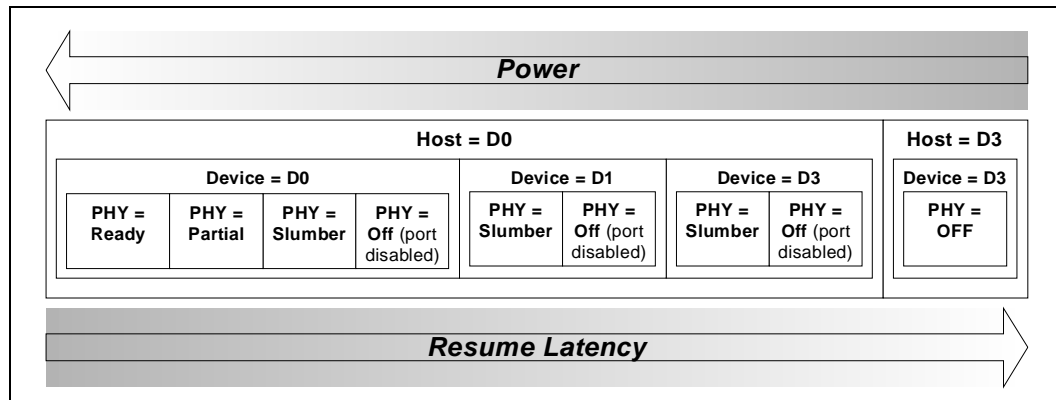 Power
Host = D0
Host = D3
Device = D0
Device = D1
Device = D3
Device = D3
PHY =
Ready
PHY =
Partial
PHY =
Slumber
PHY =
Off (port
disabled)
PHY =
Slumber
PHY =
Off (port
disabled)
PHY =
Slumber
PHY =
Off (port
disabled)
PHY =
OFF
Resume Latency